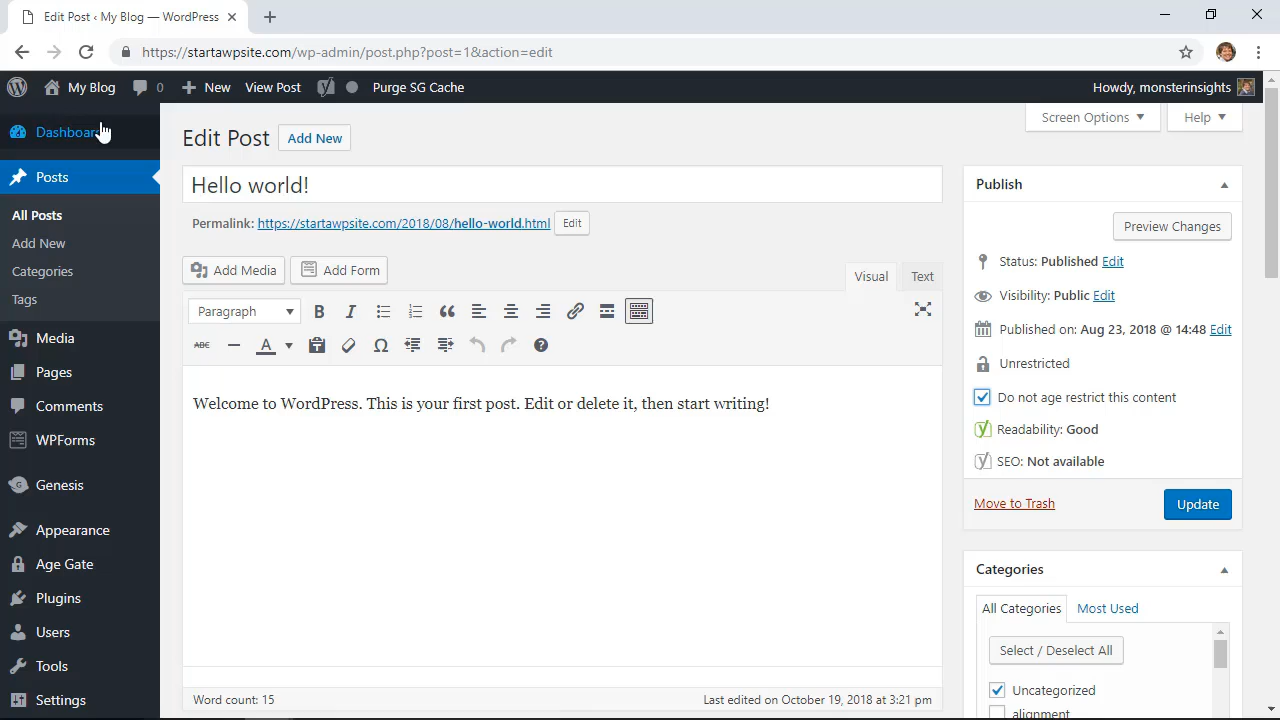 Edit Post ‹ My Blog — WordPress
https://startawpsite.com/wp-admin/post.php?post=1&action=edit
My Blog 0 New View Post Purge SG Cache Howdy, monsterinsights
Dashboard
Posts
All Posts
Add New
Categories
Tags
Media
Pages
Comments
WPForms
Genesis
Appearance
Age Gate
Plugins
Users
Tools
Settings
Screen Options Help
Edit Post Add New
Hello world!
Permalink: https://startawpsite.com/2018/08/hello-world.html Edit
Add Media Add Form
Visual Text
Paragraph
B I
ABC A
Welcome to WordPress. This is your first post. Edit or delete it, then start writing!
Word count: 15 Last edited on October 19, 2018 at 3:21 pm
Publish
Preview Changes
Status: Published Edit
Visibility: Public Edit
Published on: Aug 23, 2018 @ 14:48 Edit
Unrestricted
Do not age restrict this content
Readability: Good
SEO: Not available
Move to Trash Update
Categories
All Categories Most Used
Select / Deselect All
Uncategorized
alignment